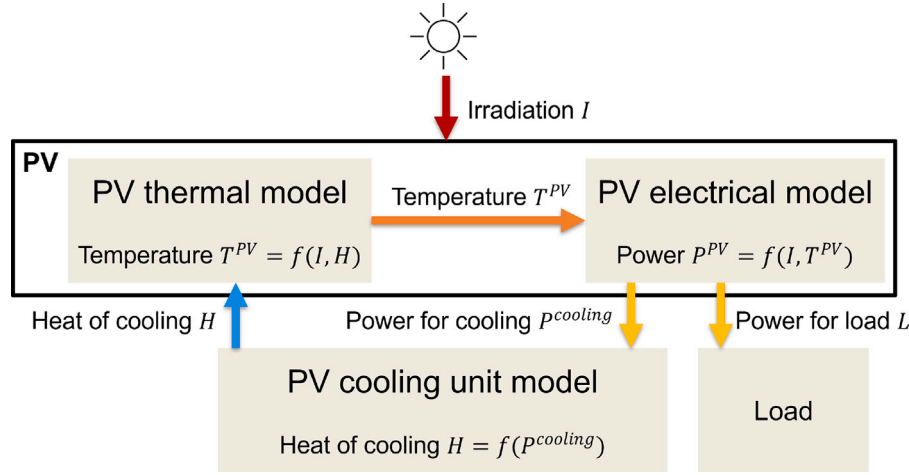 Irradiation I
PV
PV thermal model
Temperature T^PV
PV electrical model
Temperature T^PV = f(I, H)
Power P^PV = f(I, T^PV)
Heat of cooling H
Power for cooling P^cooling
Power for load L
PV cooling unit model
Load
Heat of cooling H = f(P^cooling)